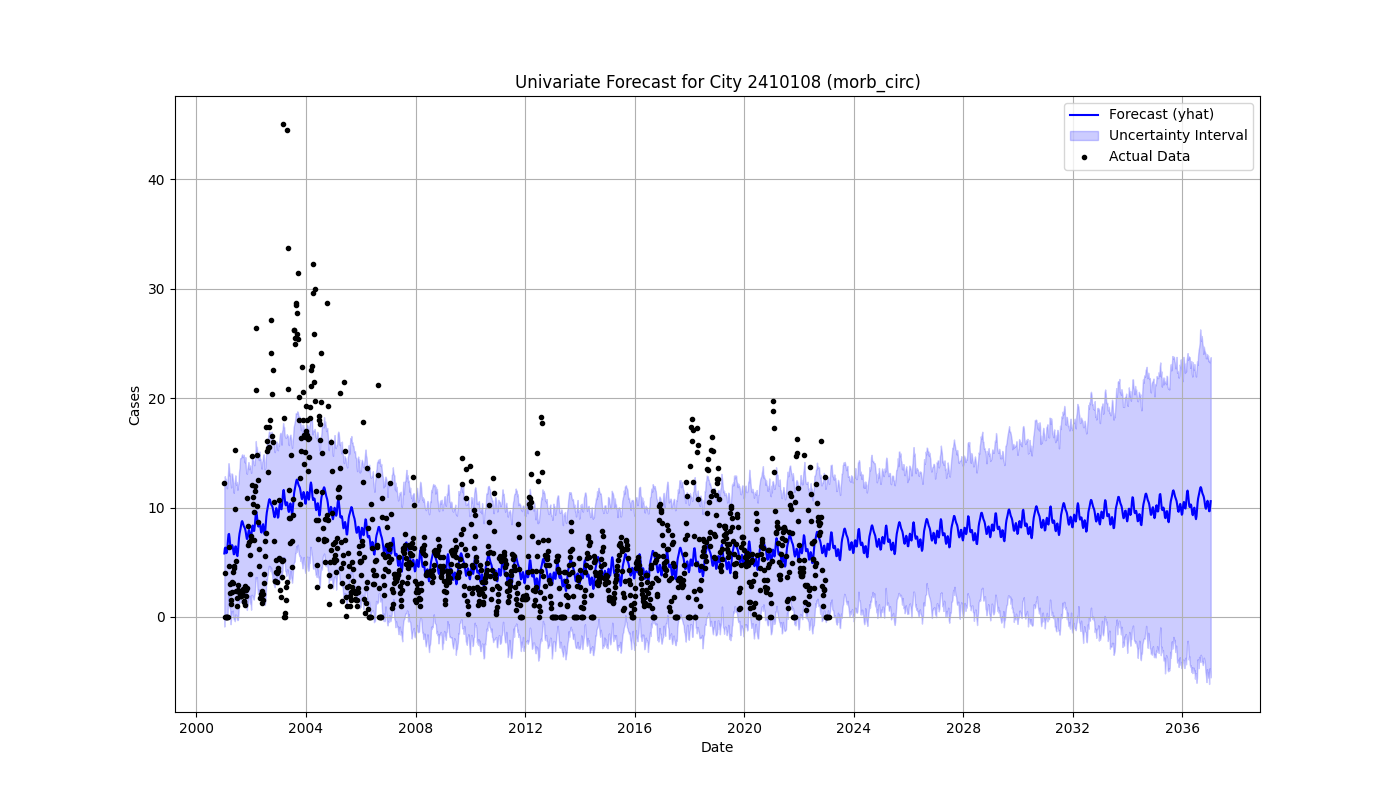 Univariate Forecast for City 2410108 (morb_circ)
Forecast (yhat)
Uncertainty Interval
Actual Data
Cases
40
30
20
10
0
2000 2004 2008 2012 2016 2020 2024 2028 2032 2036
Date